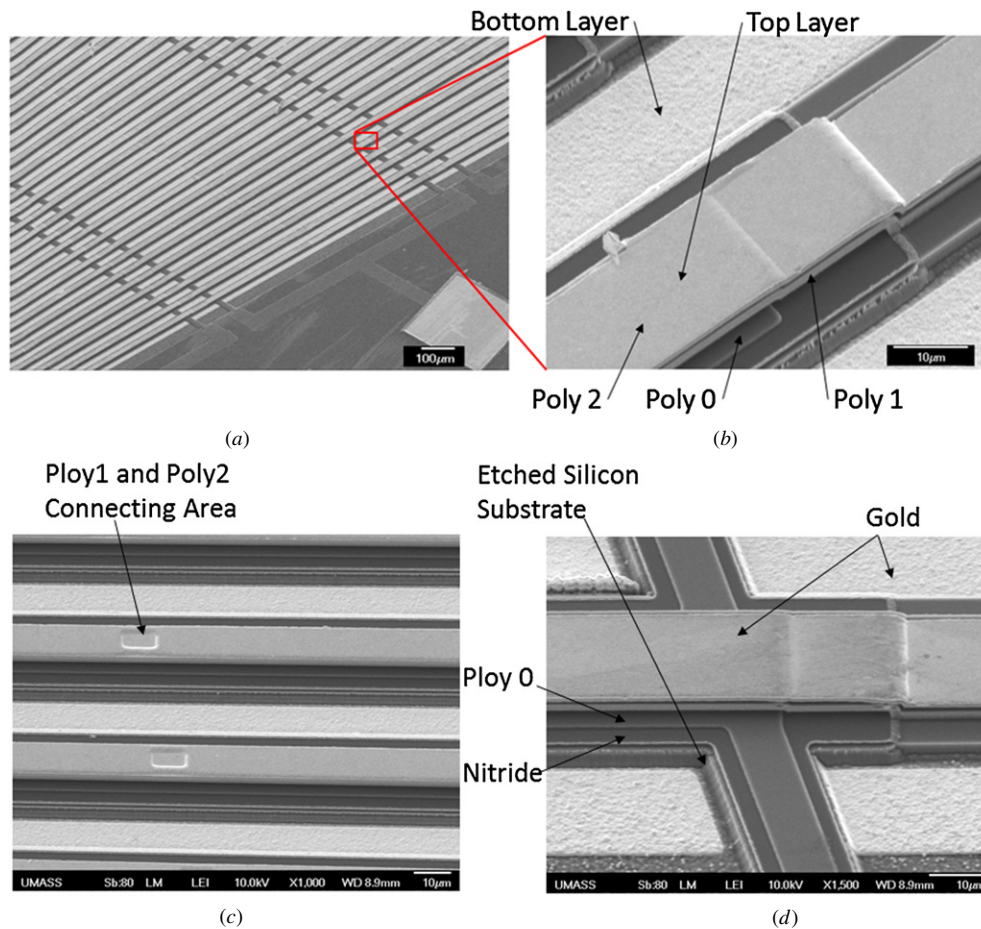 Bottom Layer
Top Layer
100µm
10µm
Poly 2
Poly 0
Poly 1
(a)
(b)
Ploy1 and Poly2
Connecting Area
Etched Silicon
Substrate
Gold
Ploy 0
Nitride
UMASS Sb:80 LM LEI 10.0kV X1,000 WD 8.9mm 10µm
UMASS Sb:80 LM LEI 10.0kV X1,500 WD 8.9mm 10µm
(c)
(d)